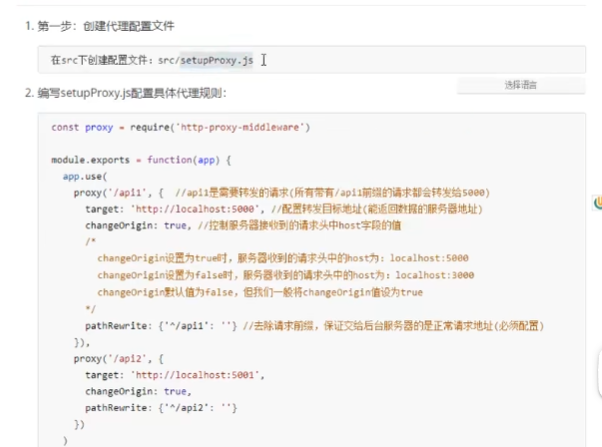 1. 第一步：创建代理配置文件
在src下创建配置文件：src/setupProxy.js
选择语言
2. 编写setupProxy.js配置具体代理规则：
const proxy = require('http-proxy-middleware')
module.exports = function(app) {
app.use(
proxy('/api1', {  //api1是需要转发的请求(所有带有/api1前缀的请求都会转发给5000)
target: 'http://localhost:5000', //配置转发目标地址(能返回数据的服务器地址)
changeOrigin: true, //控制服务器接收到的请求头中host字段的值
/*
changeOrigin设置为true时，服务器收到的请求头中的host为：localhost:5000
changeOrigin设置为false时，服务器收到的请求头中的host为：localhost:3000
changeOrigin默认值为false，但我们一般将changeOrigin值设为true
*/
pathRewrite: {'^/api1': ''} //去除请求前缀，保证交给后台服务器的是正常请求地址(必须配置)
}),
proxy('/api2', {
target: 'http://localhost:5001',
changeOrigin: true,
pathRewrite: {'^/api2': ''}
})
)